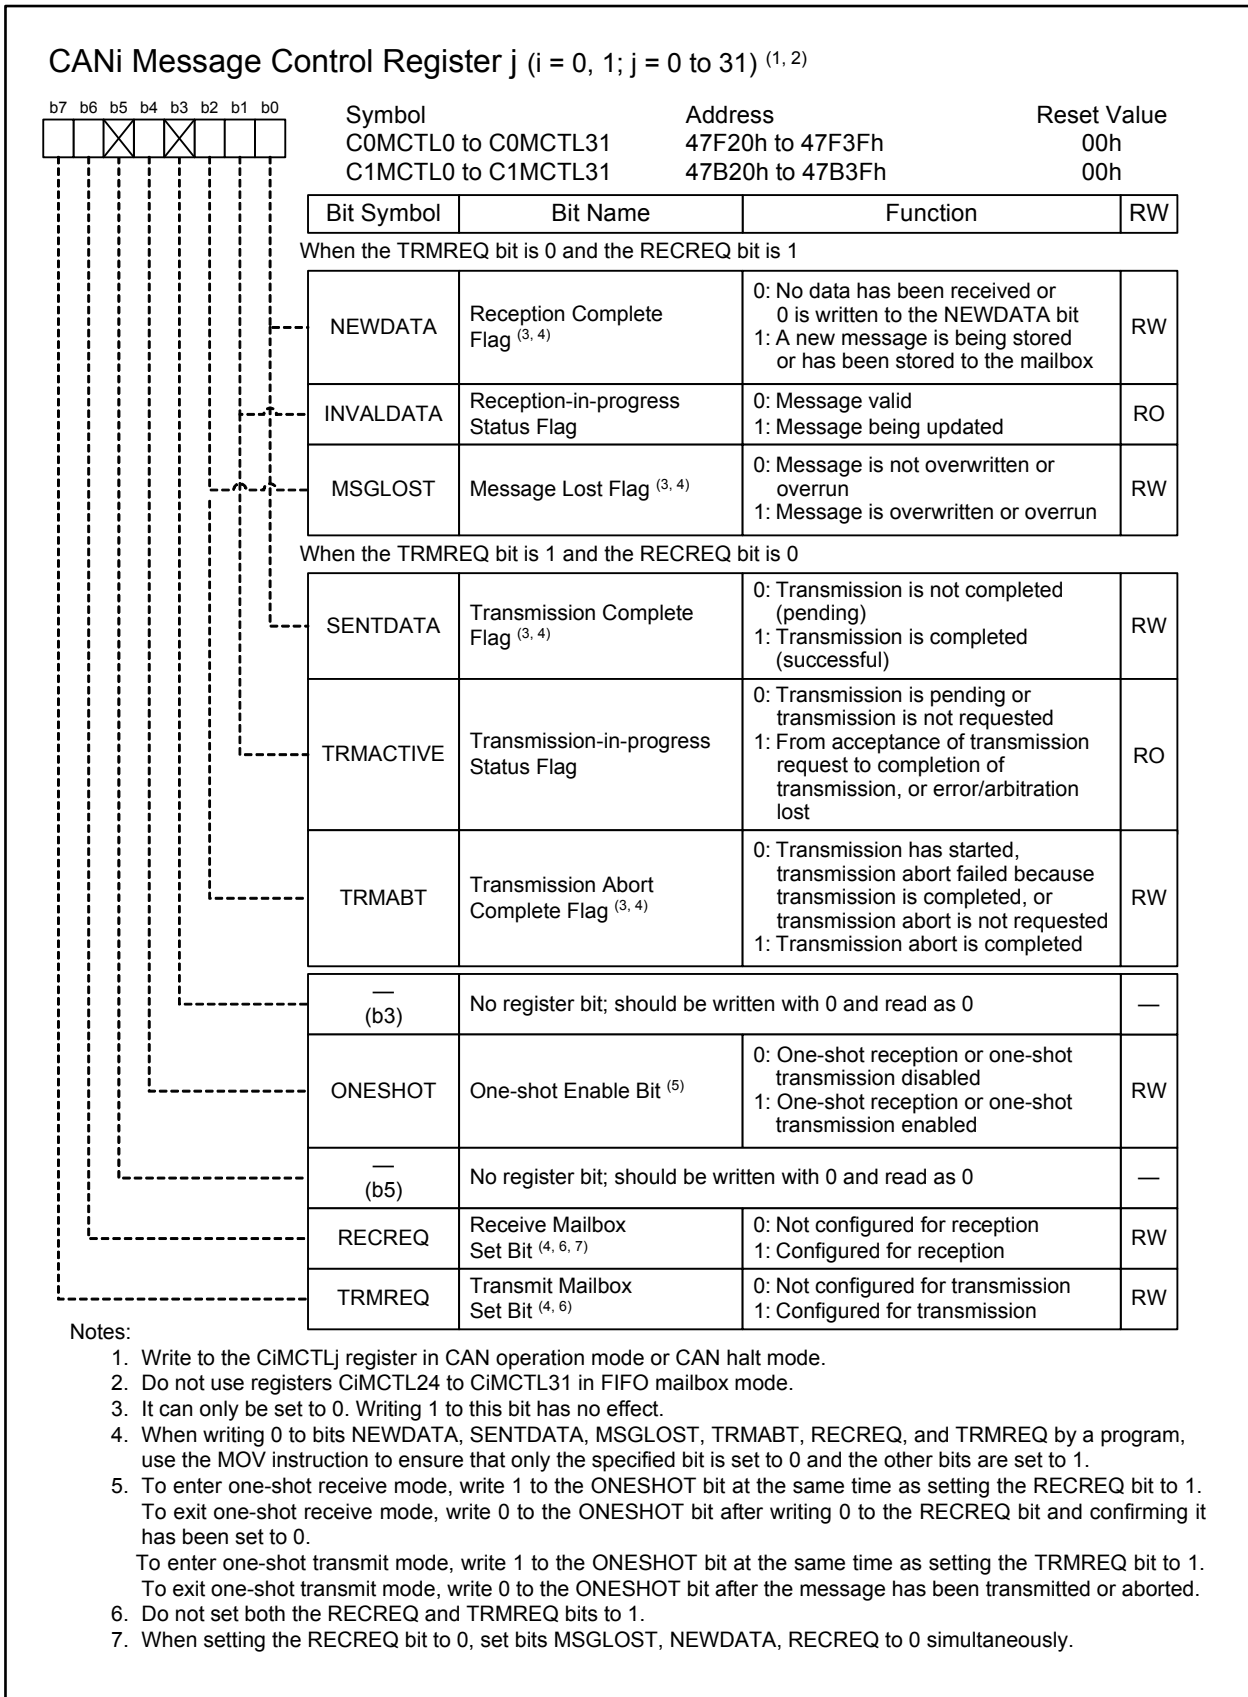 CANi Message Control Register j (i = 0, 1; j = 0 to 31) (1, 2)
b7 b6 b5 b4 b3 b2 b1 b0
Symbol Address Reset Value
C0MCTL0 to C0MCTL31 47F20h to 47F3Fh 00h
C1MCTL0 to C1MCTL31 47B20h to 47B3Fh 00h
Bit Symbol Bit Name Function RW
When the TRMREQ bit is 0 and the RECREQ bit is 1
NEWDATA
Reception Complete
Flag (3, 4)
0: No data has been received or
0 is written to the NEWDATA bit
1: A new message is being stored
or has been stored to the mailbox
RW
INVALDATA
Reception-in-progress
Status Flag
0: Message valid
1: Message being updated
RO
MSGLOST
Message Lost Flag (3, 4)
0: Message is not overwritten or
overrun
1: Message is overwritten or overrun
RW
When the TRMREQ bit is 1 and the RECREQ bit is 0
SENTDATA
Transmission Complete
Flag (3, 4)
0: Transmission is not completed
(pending)
1: Transmission is completed
(successful)
RW
TRMACTIVE
Transmission-in-progress
Status Flag
0: Transmission is pending or
transmission is not requested
1: From acceptance of transmission
request to completion of
transmission, or error/arbitration
lost
RO
TRMABT
Transmission Abort
Complete Flag (3, 4)
0: Transmission has started,
transmission abort failed because
transmission is completed, or
transmission abort is not requested
1: Transmission abort is completed
RW
—
(b3)
No register bit; should be written with 0 and read as 0
—
ONESHOT
One-shot Enable Bit (5)
0: One-shot reception or one-shot
transmission disabled
1: One-shot reception or one-shot
transmission enabled
RW
—
(b5)
No register bit; should be written with 0 and read as 0
—
RECREQ
Receive Mailbox
Set Bit (4, 6, 7)
0: Not configured for reception
1: Configured for reception
RW
TRMREQ
Transmit Mailbox
Set Bit (4, 6)
0: Not configured for transmission
1: Configured for transmission
RW
Notes:
1. Write to the CiMCTLj register in CAN operation mode or CAN halt mode.
2. Do not use registers CiMCTL24 to CiMCTL31 in FIFO mailbox mode.
3. It can only be set to 0. Writing 1 to this bit has no effect.
4. When writing 0 to bits NEWDATA, SENTDATA, MSGLOST, TRMABT, RECREQ, and TRMREQ by a program,
use the MOV instruction to ensure that only the specified bit is set to 0 and the other bits are set to 1.
5. To enter one-shot receive mode, write 1 to the ONESHOT bit at the same time as setting the RECREQ bit to 1.
To exit one-shot receive mode, write 0 to the ONESHOT bit after writing 0 to the RECREQ bit and confirming it
has been set to 0.
To enter one-shot transmit mode, write 1 to the ONESHOT bit at the same time as setting the TRMREQ bit to 1.
To exit one-shot transmit mode, write 0 to the ONESHOT bit after the message has been transmitted or aborted.
6. Do not set both the RECREQ and TRMREQ bits to 1.
7. When setting the RECREQ bit to 0, set bits MSGLOST, NEWDATA, RECREQ to 0 simultaneously.